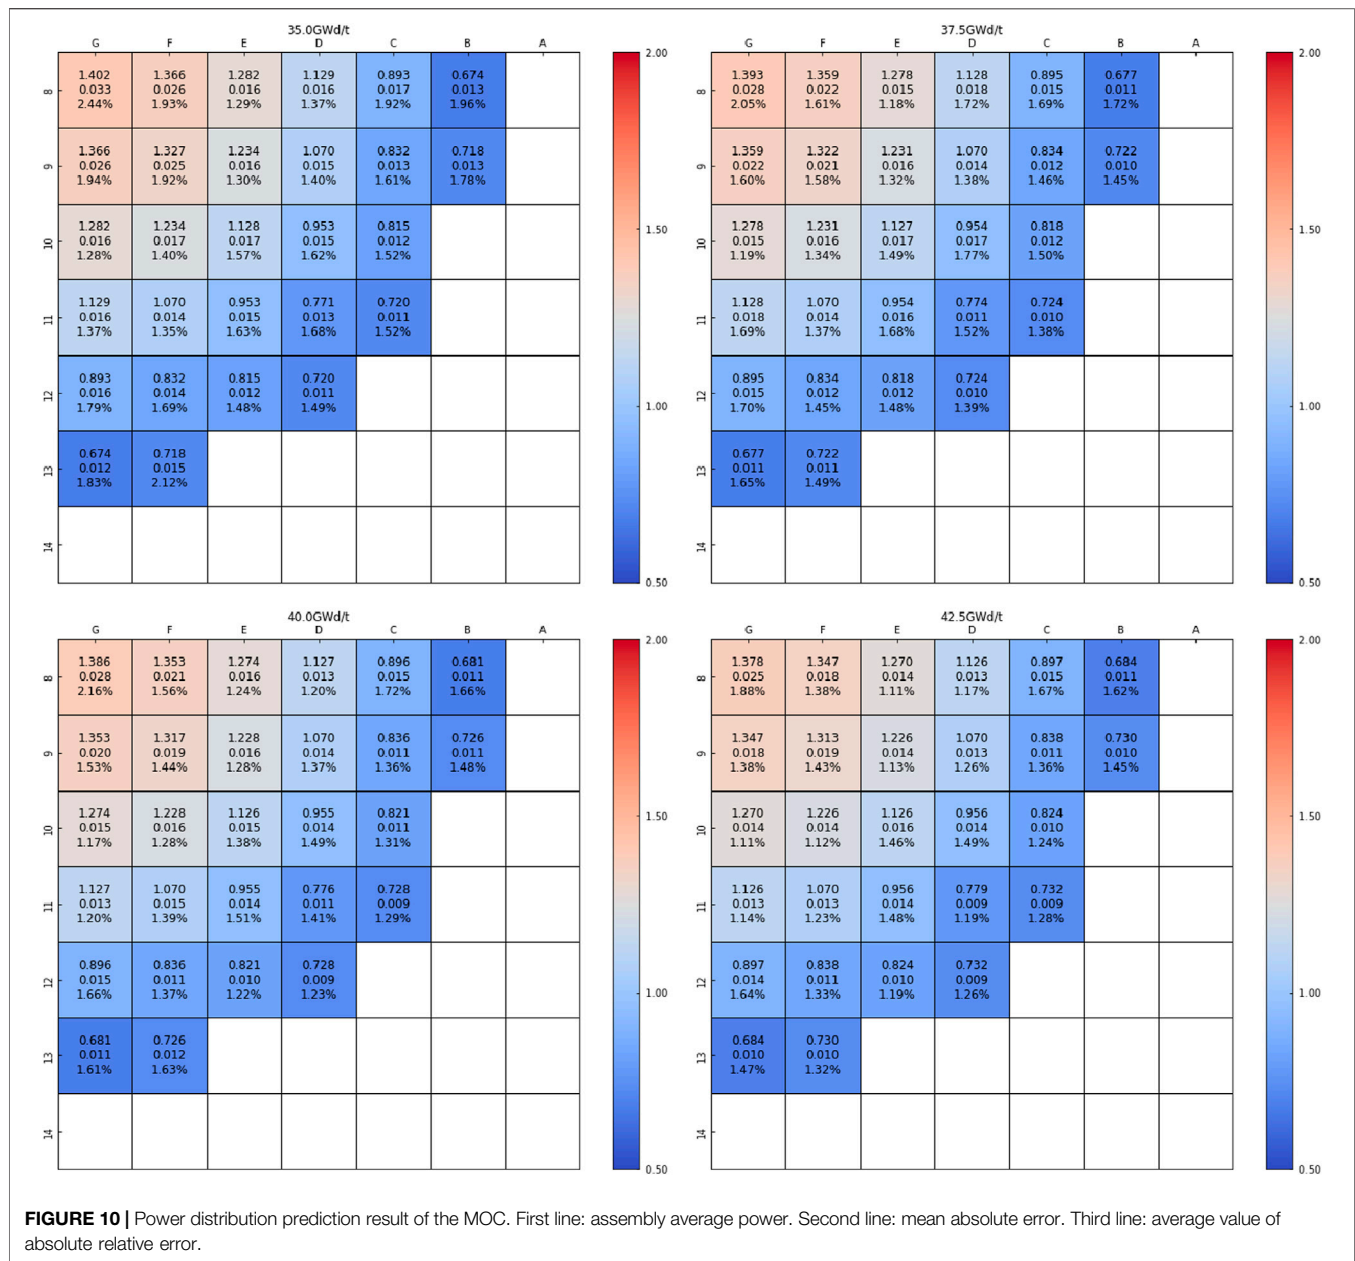 35.0GWd/t
G F E D C B A
8 1.402 1.366 1.282 1.129 0.893 0.674
0.033 0.026 0.016 0.016 0.017 0.013
2.44% 1.93% 1.29% 1.37% 1.92% 1.96%
9 1.366 1.327 1.234 1.070 0.832 0.718
0.026 0.025 0.016 0.015 0.013 0.013
1.94% 1.92% 1.30% 1.40% 1.61% 1.78%
10 1.282 1.234 1.128 0.953 0.815
0.016 0.017 0.017 0.015 0.012
1.28% 1.40% 1.57% 1.62% 1.52%
11 1.129 1.070 0.953 0.771 0.720
0.016 0.014 0.015 0.013 0.011
1.37% 1.35% 1.63% 1.68% 1.52%
12 0.893 0.832 0.815 0.720
0.016 0.014 0.012 0.011
1.79% 1.69% 1.48% 1.49%
13 0.674 0.718
0.012 0.015
1.83% 2.12%
14
2.00
1.50
1.00
0.50
37.5GWd/t
G F E D C B A
8 1.393 1.359 1.278 1.128 0.895 0.677
0.028 0.022 0.015 0.018 0.015 0.011
2.05% 1.61% 1.18% 1.72% 1.69% 1.72%
9 1.359 1.322 1.231 1.070 0.834 0.722
0.022 0.021 0.016 0.014 0.012 0.010
1.60% 1.58% 1.32% 1.38% 1.46% 1.45%
10 1.278 1.231 1.127 0.954 0.818
0.015 0.016 0.017 0.017 0.012
1.19% 1.34% 1.49% 1.77% 1.50%
11 1.128 1.070 0.954 0.774 0.724
0.018 0.014 0.016 0.011 0.010
1.69% 1.37% 1.68% 1.52% 1.38%
12 0.895 0.834 0.818 0.724
0.015 0.012 0.012 0.010
1.70% 1.45% 1.48% 1.39%
13 0.677 0.722
0.011 0.011
1.65% 1.49%
14
2.00
1.50
1.00
0.50
40.0GWd/t
G F E D C B A
8 1.386 1.353 1.274 1.127 0.896 0.681
0.028 0.021 0.016 0.013 0.015 0.011
2.16% 1.56% 1.24% 1.20% 1.72% 1.66%
9 1.353 1.317 1.228 1.070 0.836 0.726
0.020 0.019 0.016 0.014 0.011 0.011
1.53% 1.44% 1.28% 1.37% 1.36% 1.48%
10 1.274 1.228 1.126 0.955 0.821
0.015 0.016 0.015 0.014 0.011
1.17% 1.28% 1.38% 1.49% 1.31%
11 1.127 1.070 0.955 0.776 0.728
0.013 0.015 0.014 0.011 0.009
1.20% 1.39% 1.51% 1.41% 1.29%
12 0.896 0.836 0.821 0.728
0.015 0.011 0.010 0.009
1.66% 1.37% 1.22% 1.23%
13 0.681 0.726
0.011 0.012
1.61% 1.63%
14
2.00
1.50
1.00
0.50
42.5GWd/t
G F E D C B A
8 1.378 1.347 1.270 1.126 0.897 0.684
0.025 0.018 0.014 0.013 0.015 0.011
1.88% 1.38% 1.11% 1.17% 1.67% 1.62%
9 1.347 1.313 1.226 1.070 0.838 0.730
0.018 0.019 0.014 0.013 0.011 0.010
1.38% 1.43% 1.13% 1.26% 1.36% 1.45%
10 1.270 1.226 1.126 0.956 0.824
0.014 0.014 0.016 0.014 0.010
1.11% 1.12% 1.46% 1.49% 1.24%
11 1.126 1.070 0.956 0.779 0.732
0.013 0.013 0.014 0.009 0.009
1.14% 1.23% 1.48% 1.19% 1.28%
12 0.897 0.838 0.824 0.732
0.014 0.011 0.010 0.009
1.64% 1.33% 1.19% 1.26%
13 0.684 0.730
0.010 0.010
1.47% 1.32%
14
2.00
1.50
1.00
0.50
FIGURE 10 | Power distribution prediction result of the MOC. First line: assembly average power. Second line: mean absolute error. Third line: average value of
absolute relative error.